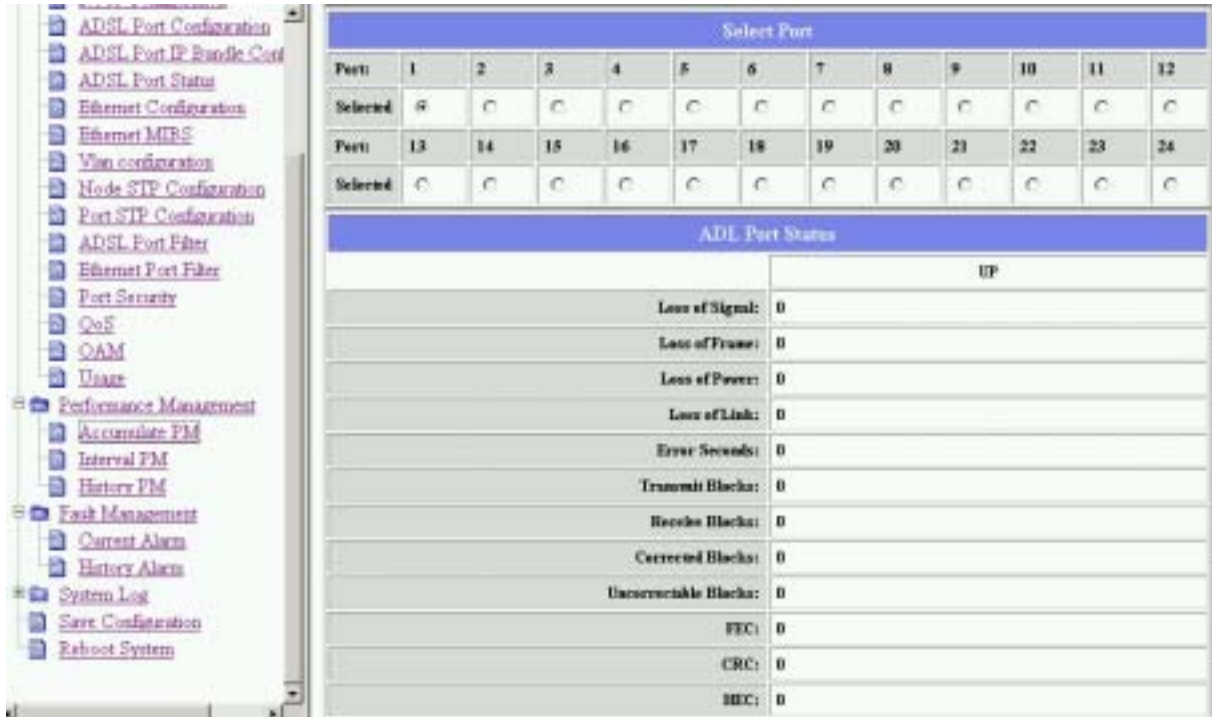 ADSL Port Configuration
ADSL Port IP Bundle Conf
ADSL Port Status
Ethernet Configuration
Ethernet MIBS
Vlan configuration
Node STP Configuration
Port STP Configuration
ADSL Port Filter
Ethernet Port Filter
Port Security
QoS
OAM
Usage
Performance Management
Accumulate PM
Interval PM
History PM
Fault Management
Current Alarm
History Alarm
System Log
Save Configuration
Reboot System
Select Port
Port: 1 2 3 4 5 6 7 8 9 10 11 12
Selected
Port: 13 14 15 16 17 18 19 20 21 22 23 24
Selected
ADL Port Status
UP
Loss of Signal: 0
Loss of Frame: 0
Loss of Power: 0
Loss of Link: 0
Error Seconds: 0
Transmit Blocks: 0
Receive Blocks: 0
Corrected Blocks: 0
Uncorrectable Blocks: 0
FEC: 0
CRC: 0
HEC: 0